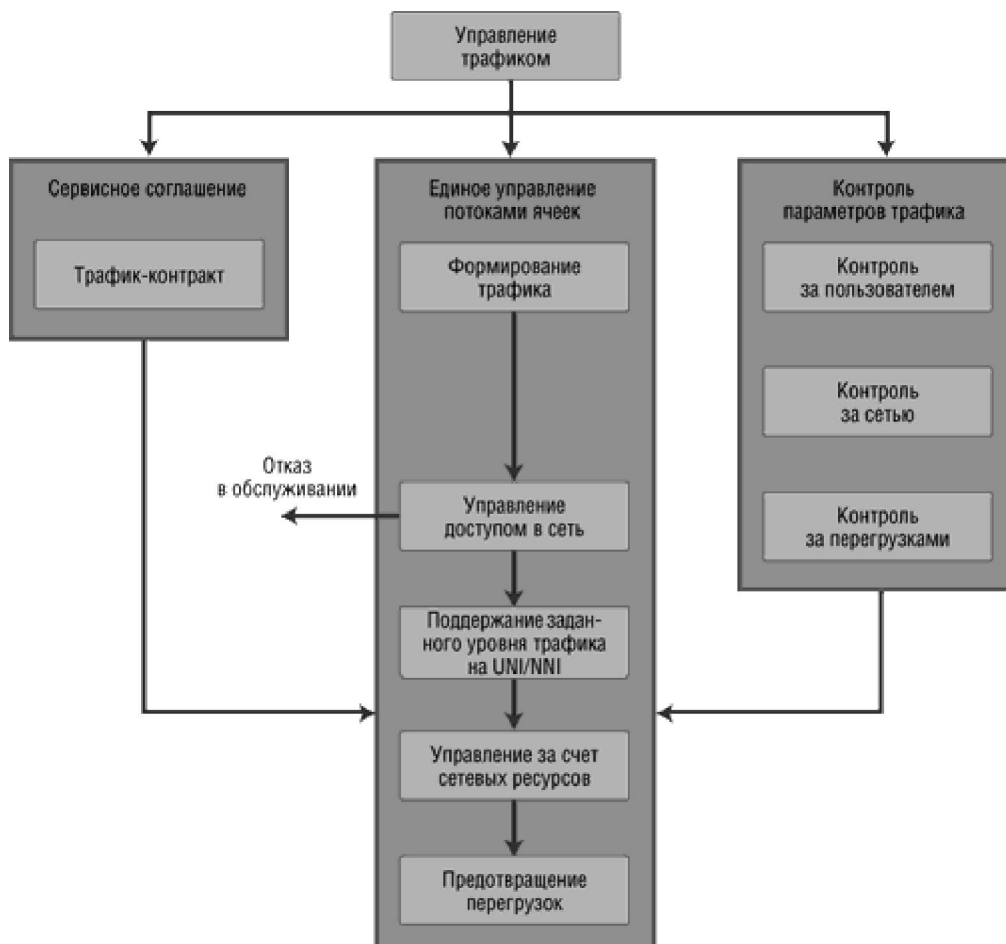 Управление
трафиком
Сервисное соглашение
Трафик-контракт
Единое управление
потоками ячеек
Формирование
трафика
Отказ
в обслуживании
Управление
доступом в сеть
Поддержание задан-
ного уровня трафика
на UNI/NNI
Управление за счет
сетевых ресурсов
Предотвращение
перегрузок
Контроль
параметров трафика
Контроль
за пользователем
Контроль
за сетью
Контроль
за перегрузками